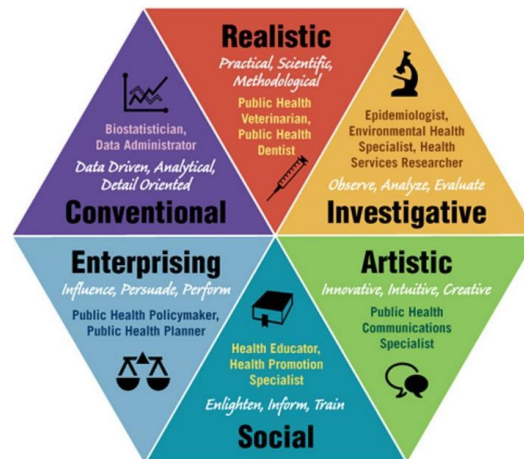 Realistic
Practical, Scientific,
Methodological
Public Health
Veterinarian,
Public Health
Dentist
Epidemiologist,
Environmental Health
Specialist, Health
Services Researcher
Observe, Analyze, Evaluate
Investigative
Artistic
Innovative, Intuitive, Creative
Public Health
Communications
Specialist
Health Educator,
Health Promotion
Specialist
Enlighten, Inform, Train
Social
Enterprising
Influence, Persuade, Perform
Public Health Policymaker,
Public Health Planner
Biostatistician,
Data Administrator
Data Driven, Analytical,
Detail Oriented
Conventional